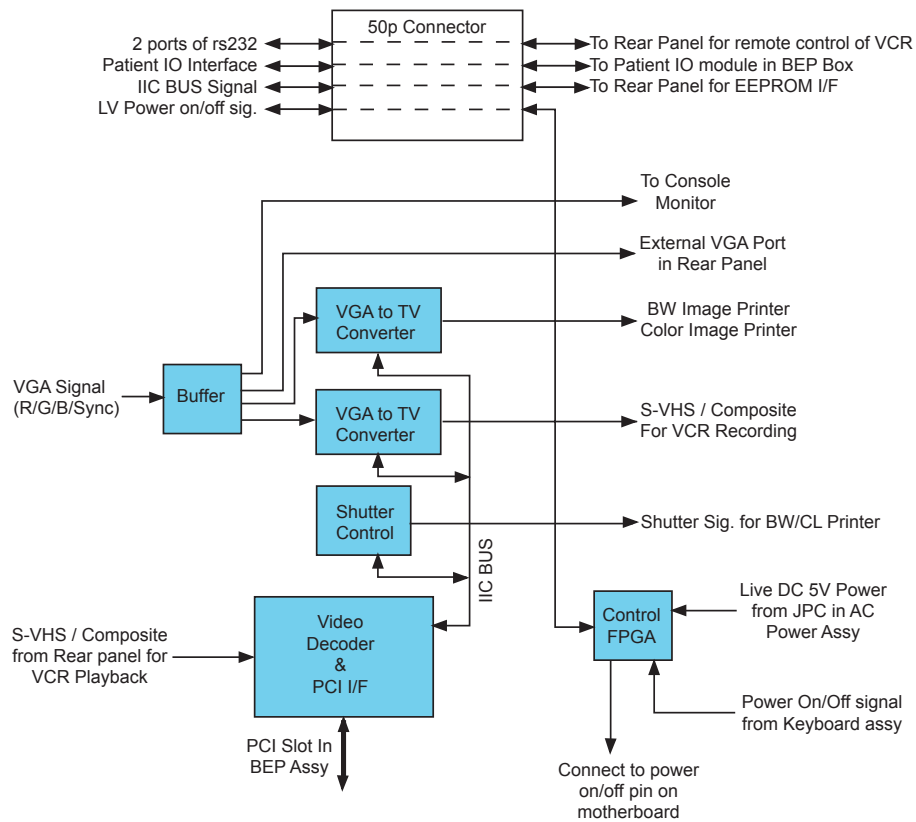 50p Connector
2 ports of rs232
Patient IO Interface
IIC BUS Signal
LV Power on/off sig.
To Rear Panel for remote control of VCR
To Patient IO module in BEP Box
To Rear Panel for EEPROM I/F
To Console
Monitor
External VGA Port
in Rear Panel
VGA to TV
Converter
BW Image Printer
Color Image Printer
VGA Signal
(R/G/B/Sync)
Buffer
VGA to TV
Converter
S-VHS / Composite
For VCR Recording
Shutter
Control
Shutter Sig. for BW/CL Printer
IIC BUS
S-VHS / Composite
from Rear panel for
VCR Playback
Video
Decoder
&
PCI I/F
Control
FPGA
Live DC 5V Power
from JPC in AC
Power Assy
Power On/Off signal
from Keyboard assy
PCI Slot In
BEP Assy
Connect to power
on/off pin on
motherboard